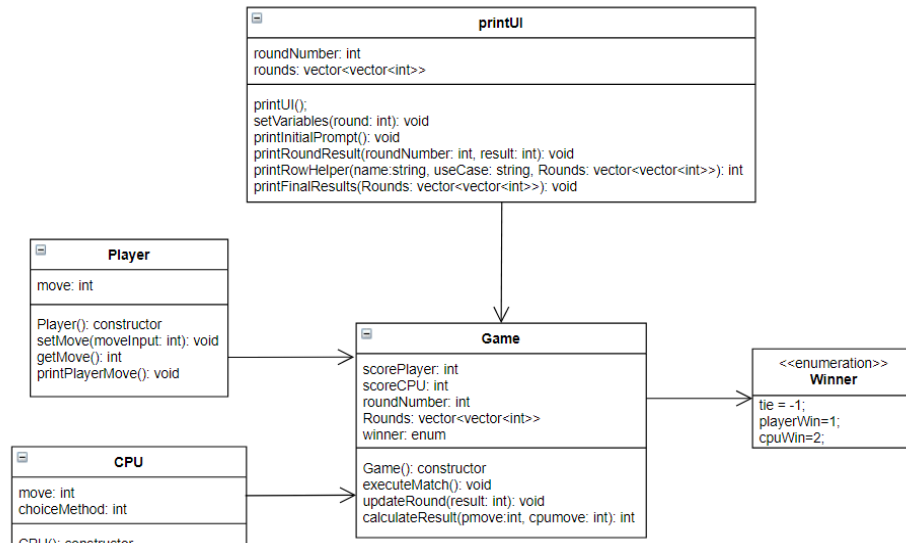 printUI
roundNumber: int
rounds: vector<vector<int>>
printUI();
setVariables(round: int): void
printInitialPrompt(): void
printRoundResult(roundNumber: int, result: int): void
printRowHelper(name:string, useCase: string, Rounds: vector<vector<int>>): int
printFinalResults(Rounds: vector<vector<int>>): void
Player
move: int
Player(): constructor
setMove(moveInput: int): void
getMove(): int
printPlayerMove(): void
Game
scorePlayer: int
scoreCPU: int
roundNumber: int
Rounds: vector<vector<int>>
winner: enum
Game(): constructor
executeMatch(): void
updateRound(result: int): void
calculateResult(pmove:int, cpumove: int): int
<<enumeration>>
Winner
tie = -1;
playerWin=1;
cpuWin=2;
CPU
move: int
choiceMethod: int
CPU(): constructor